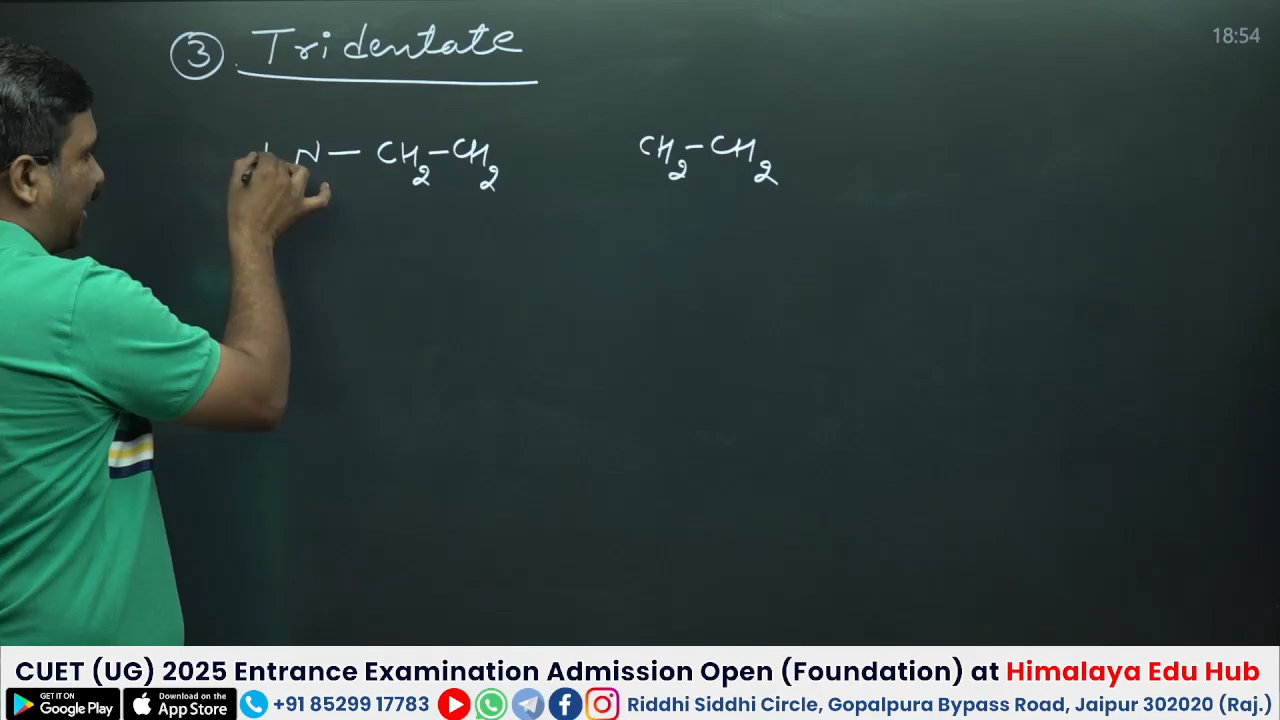 18:54
③ Tridentate
N – CH₂–CH₂ CH₂–CH₂
CUET (UG) 2025 Entrance Examination Admission Open (Foundation) at Himalaya Edu Hub
GET IT ON Google Play Download on the App Store +91 85299 17783 Riddhi Siddhi Circle, Gopalpura Bypass Road, Jaipur 302020 (Raj.)